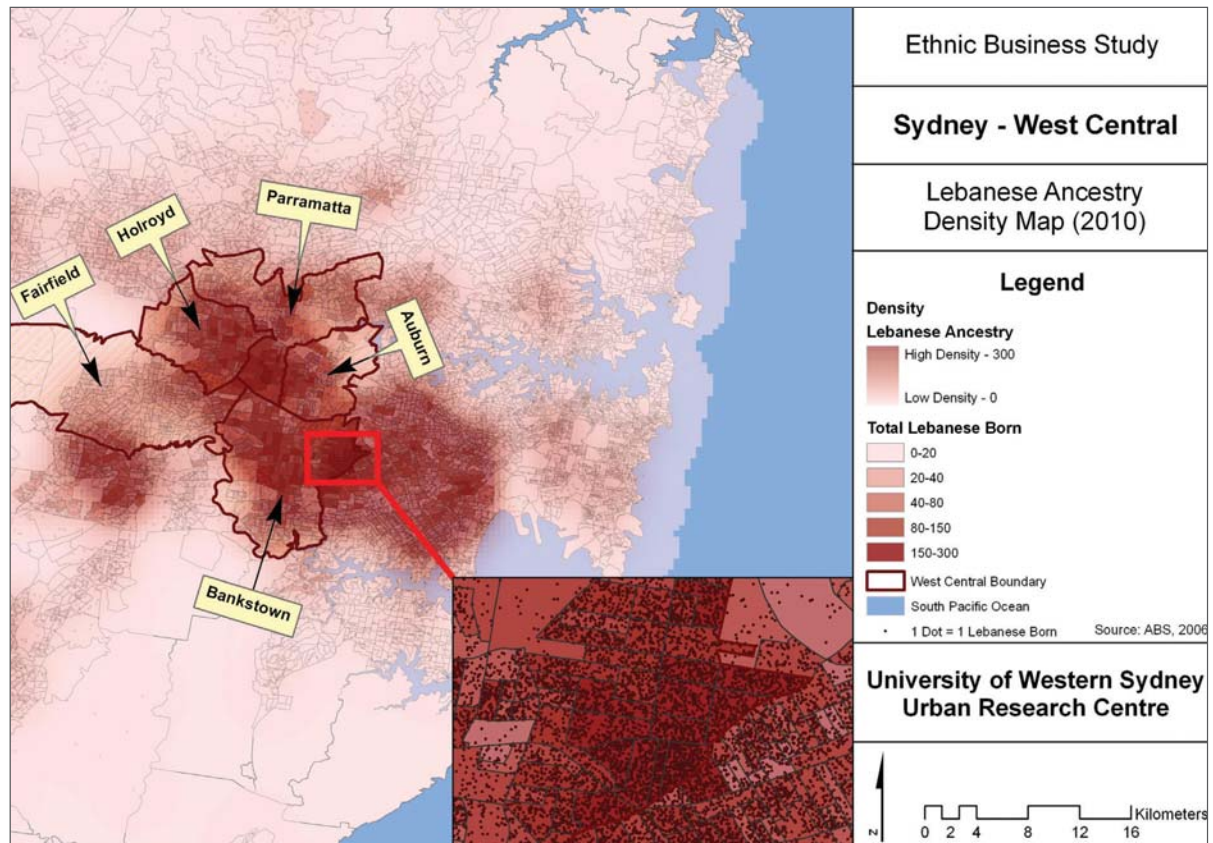 Parramatta
Holroyd
Fairfield
Auburn
Bankstown
Ethnic Business Study
Sydney - West Central
Lebanese Ancestry
Density Map (2010)
Legend
Density
Lebanese Ancestry
High Density - 300
Low Density - 0
Total Lebanese Born
0-20
20-40
40-80
80-150
150-300
West Central Boundary
South Pacific Ocean
1 Dot = 1 Lebanese Born
Source: ABS, 2006
University of Western Sydney
Urban Research Centre
N
Kilometers
0 2 4 8 12 16